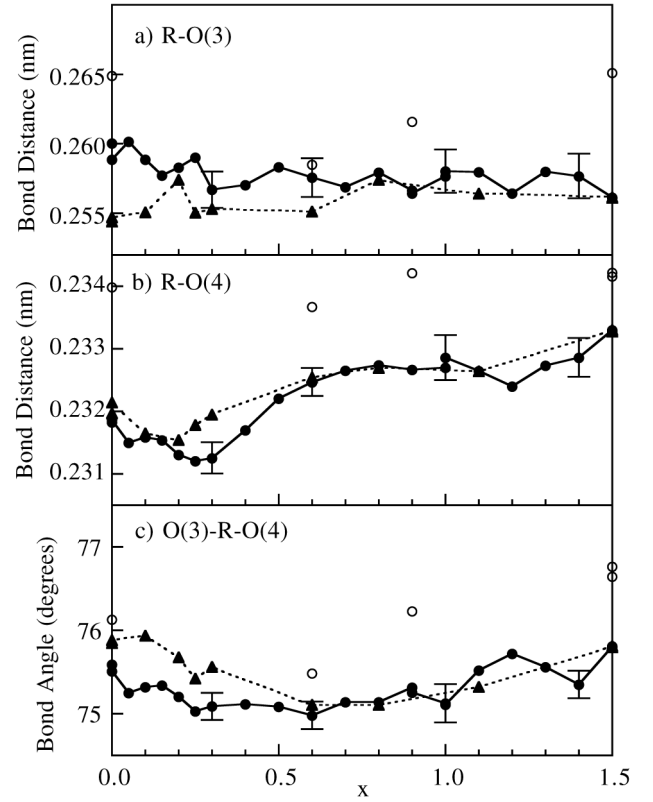 a) R-O(3)
Bond Distance (nm)
0.265
0.260
0.255
b) R-O(4)
Bond Distance (nm)
0.234
0.233
0.232
0.231
c) O(3)-R-O(4)
Bond Angle (degrees)
77
76
75
0.0 0.5 1.0 1.5
x